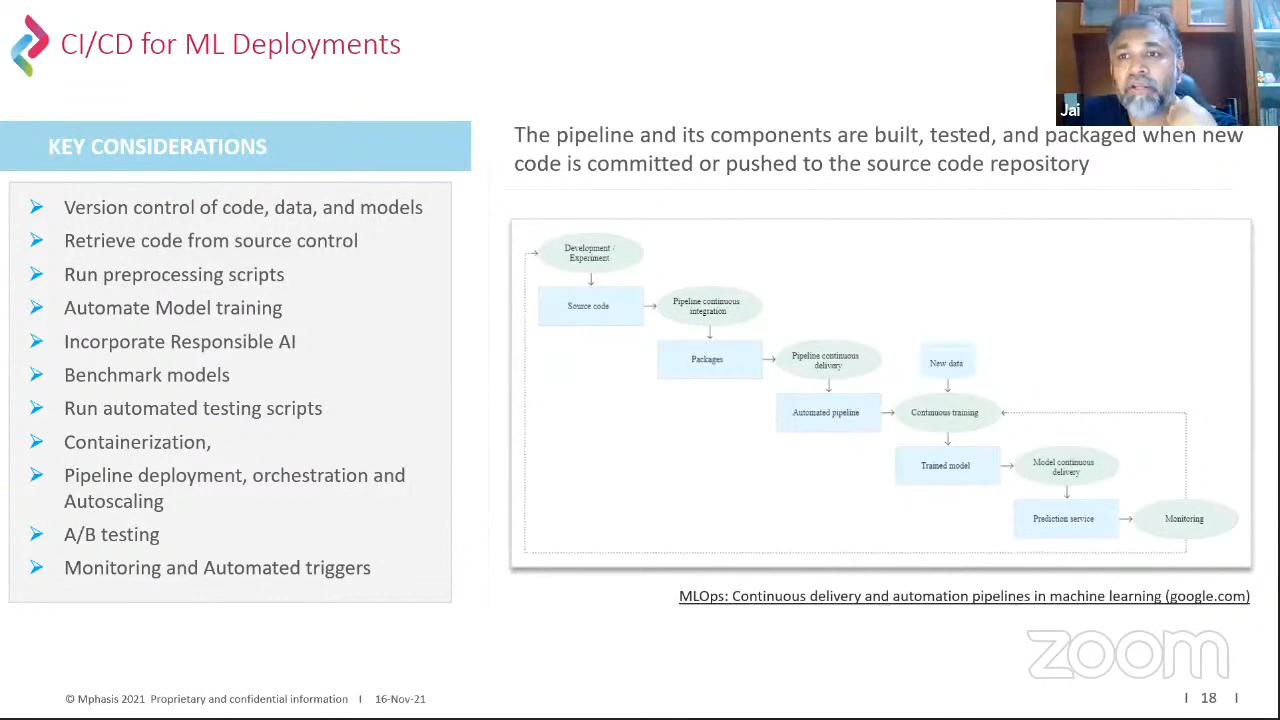 CI/CD for ML Deployments
Jai
KEY CONSIDERATIONS
Version control of code, data, and models
Retrieve code from source control
Run preprocessing scripts
Automate Model training
Incorporate Responsible AI
Benchmark models
Run automated testing scripts
Containerization,
Pipeline deployment, orchestration and
Autoscaling
A/B testing
Monitoring and Automated triggers
The pipeline and its components are built, tested, and packaged when new
code is committed or pushed to the source code repository
Development /
Experiment
Source code
Pipeline continuous
integration
Packages
Pipeline continuous
delivery
New data
Automated pipeline
Continuous training
Trained model
Model continuous
delivery
Prediction service
Monitoring
MLOps: Continuous delivery and automation pipelines in machine learning (google.com)
zoom
© Mphasis 2021 Proprietary and confidential information I 16-Nov-21
I 18 I